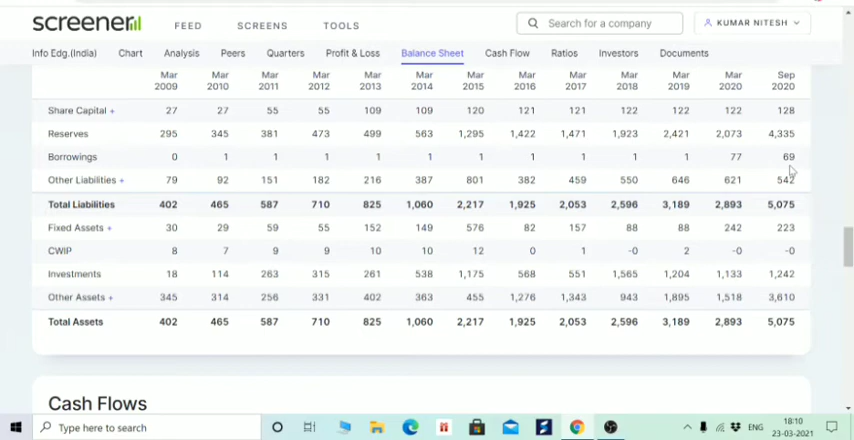 screener
FEED SCREENS TOOLS
Search for a company
KUMAR NITESH
Info Edg.(India) Chart Analysis Peers Quarters Profit & Loss Balance Sheet Cash Flow Ratios Investors Documents
Mar Mar Mar Mar Mar Mar Mar Mar Mar Mar Mar Mar Sep
2009 2010 2011 2012 2013 2014 2015 2016 2017 2018 2019 2020 2020
Share Capital + 27 27 55 55 109 109 120 121 121 122 122 122 128
Reserves 295 345 381 473 499 563 1,295 1,422 1,471 1,923 2,421 2,073 4,335
Borrowings 0 1 1 1 1 1 1 1 1 1 1 77 69
Other Liabilities + 79 92 151 182 216 387 801 382 459 550 646 621 542
Total Liabilities 402 465 587 710 825 1,060 2,217 1,925 2,053 2,596 3,189 2,893 5,075
Fixed Assets + 30 29 59 55 152 149 576 82 157 88 88 242 223
CWIP 8 7 9 9 10 10 12 0 1 -0 2 -0 -0
Investments 18 114 263 315 261 538 1,175 568 551 1,565 1,204 1,133 1,242
Other Assets + 345 314 256 331 402 363 455 1,276 1,343 943 1,895 1,518 3,610
Total Assets 402 465 587 710 825 1,060 2,217 1,925 2,053 2,596 3,189 2,893 5,075
Cash Flows
Type here to search
ENG
18:10
23-03-2021